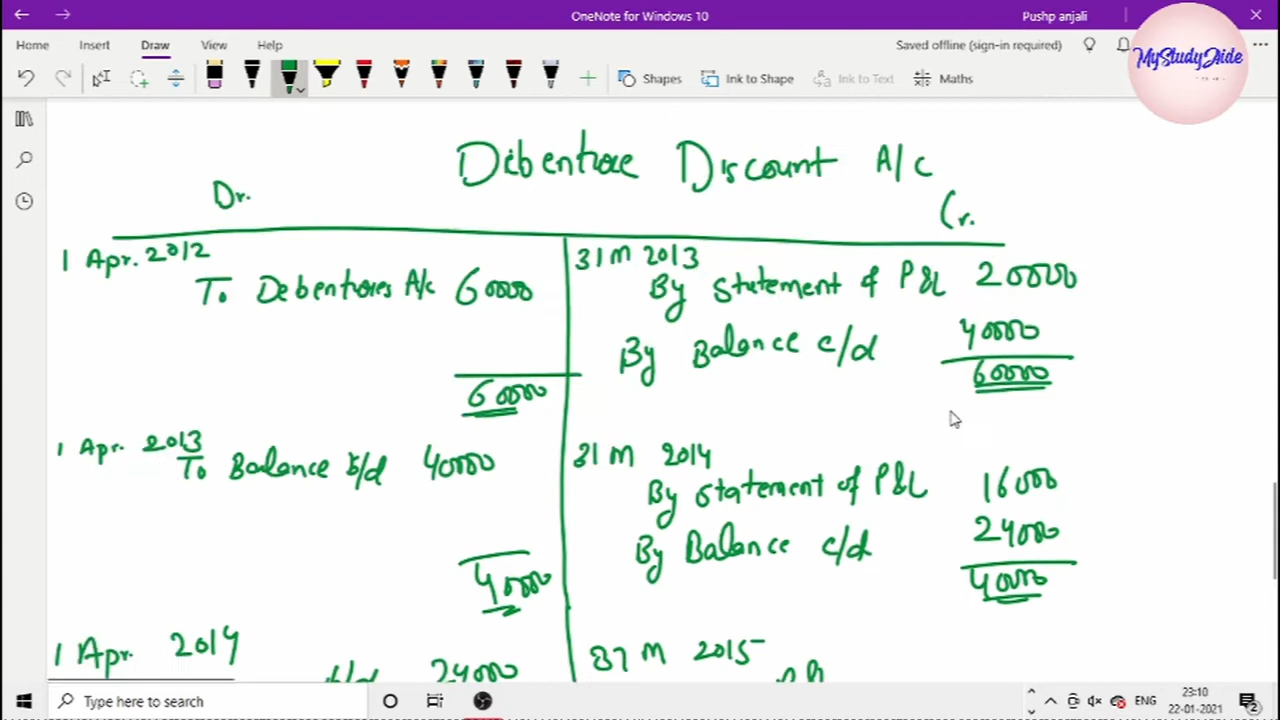 OneNote for Windows 10
Pushp anjali
Home Insert Draw View Help
Saved offline (sign-in required)
MyStudyAide
Shapes Ink to Shape Ink to Text Maths
Debenture Discount A/c
Dr.
Cr.
1 Apr. 2012
To Debentures A/c 60000
60000
31 M 2013
By Statement of P&L 20000
By Balance c/d 40000
60000
1 Apr. 2013
To Balance b/d 40000
40000
31 M 2014
By Statement of P&L 16000
By Balance c/d 24000
40000
1 Apr. 2014
b/d 24000
31 M 2015
Type here to search
ENG
23:10
22-01-2021
2